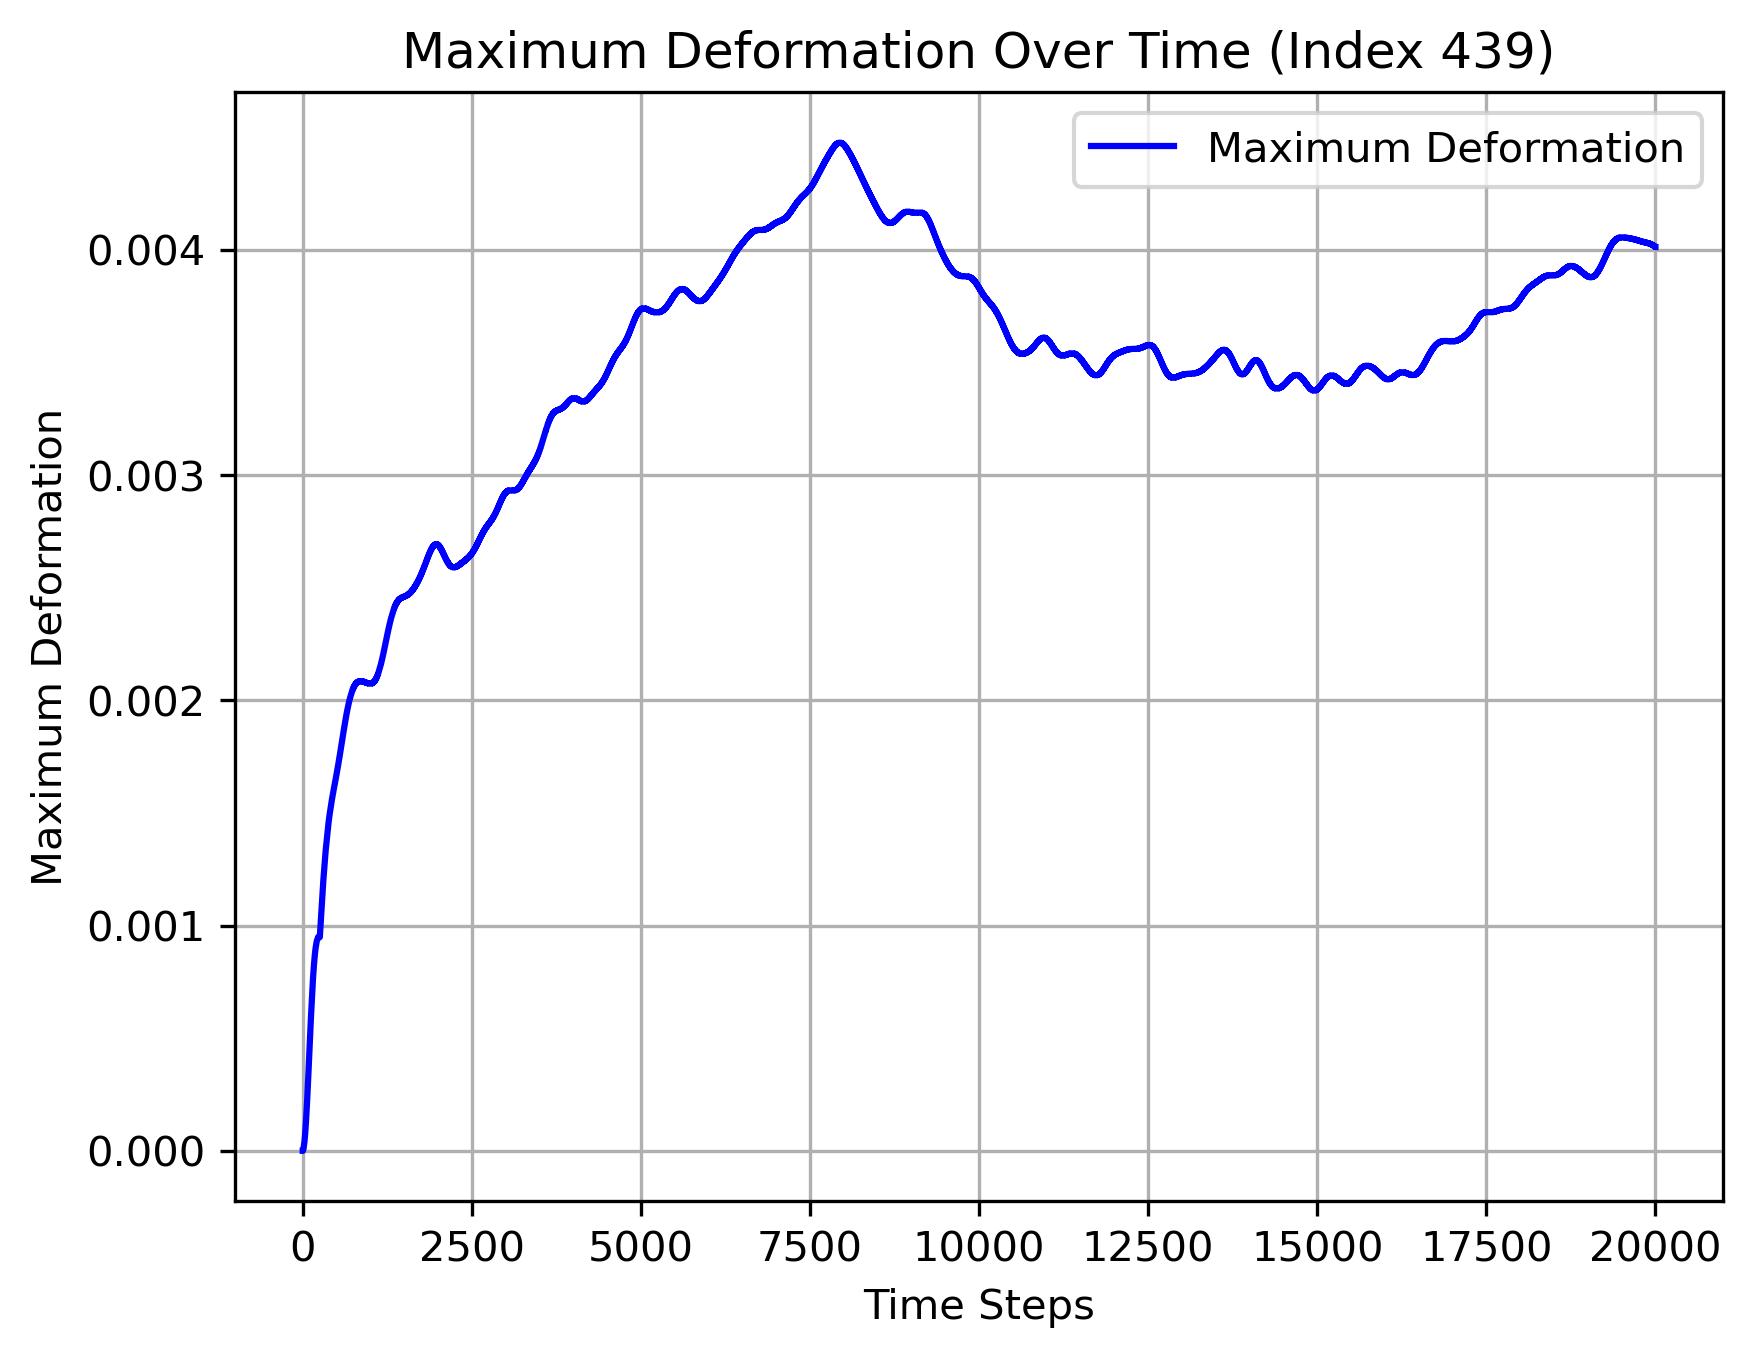 Maximum Deformation Over Time (Index 439)
Maximum Deformation
Maximum Deformation
0.004
0.003
0.002
0.001
0.000
0 2500 5000 7500 10000 12500 15000 17500 20000
Time Steps